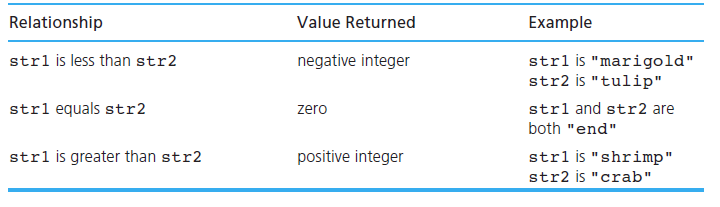 Relationship Value Returned Example
str1 is less than str2 negative integer str1 is "marigold"
str2 is "tulip"
str1 equals str2 zero str1 and str2 are
both "end"
str1 is greater than str2 positive integer str1 is "shrimp"
str2 is "crab"